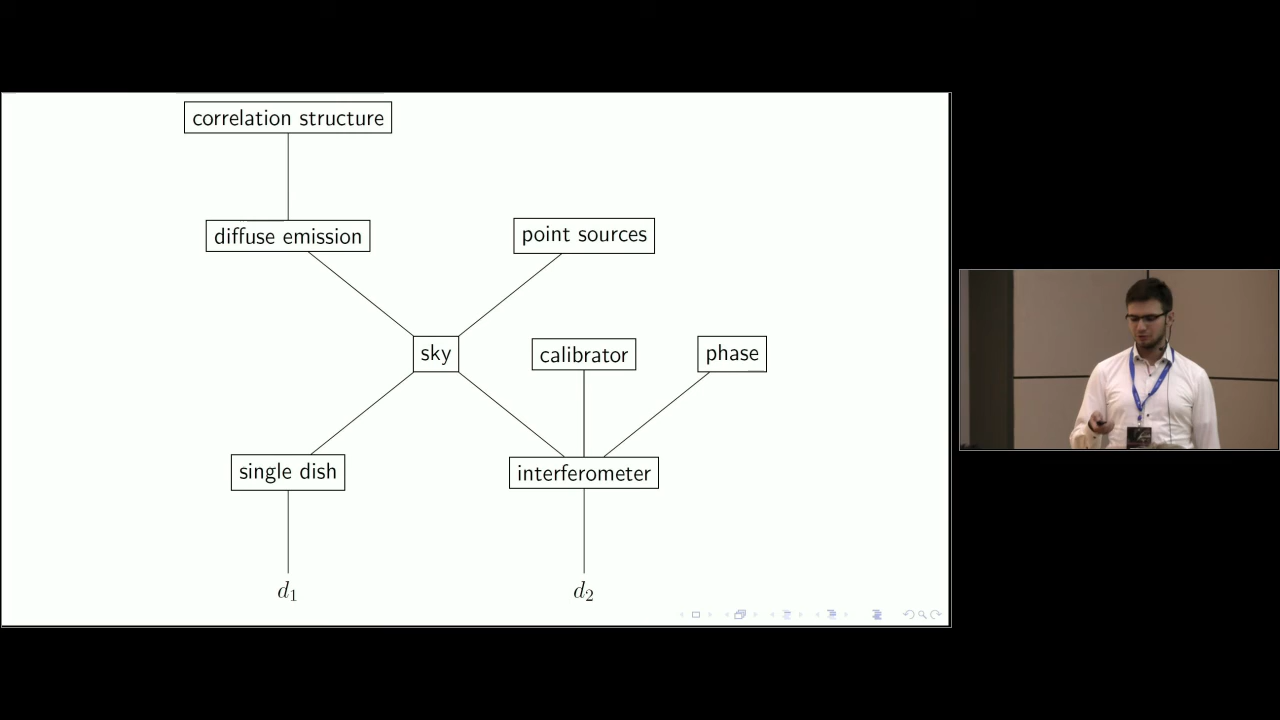 correlation structure
diffuse emission
point sources
sky
calibrator
phase
single dish
interferometer
d₁
d₂